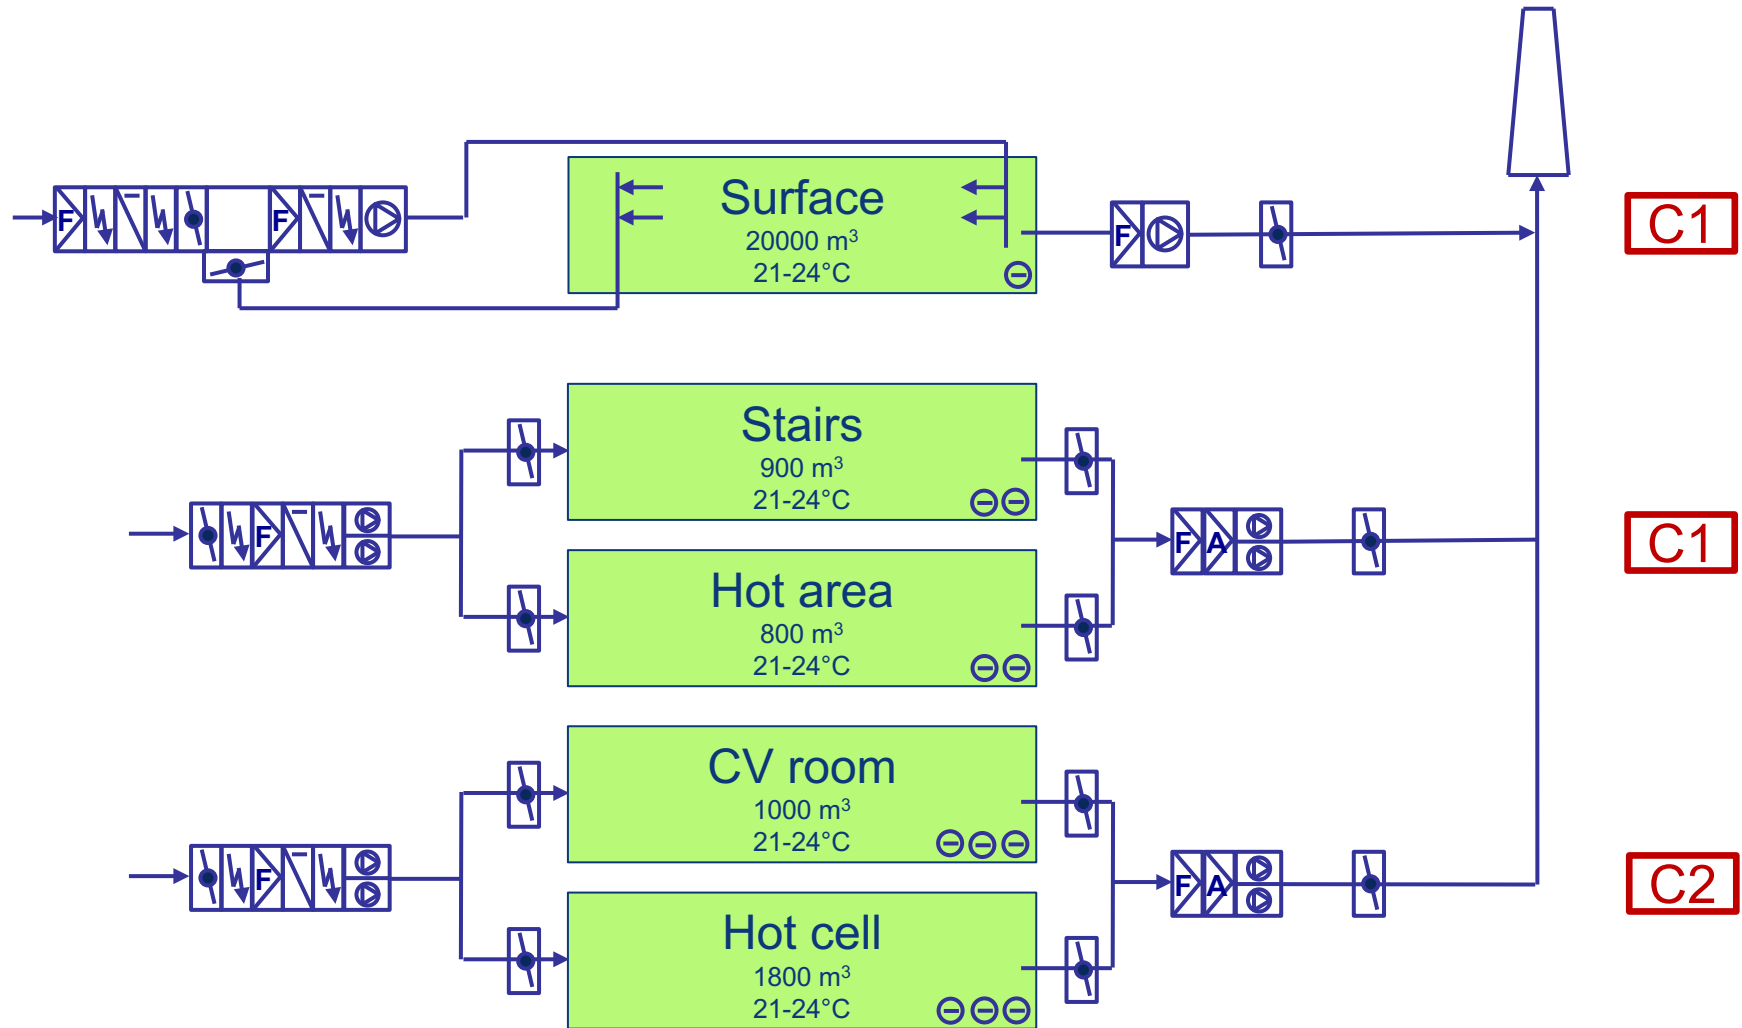 F
F
Surface
20000 m³
21-24°C
F
C1
Stairs
900 m³
21-24°C
F
F A
C1
Hot area
800 m³
21-24°C
CV room
1000 m³
21-24°C
F
F A
C2
Hot cell
1800 m³
21-24°C